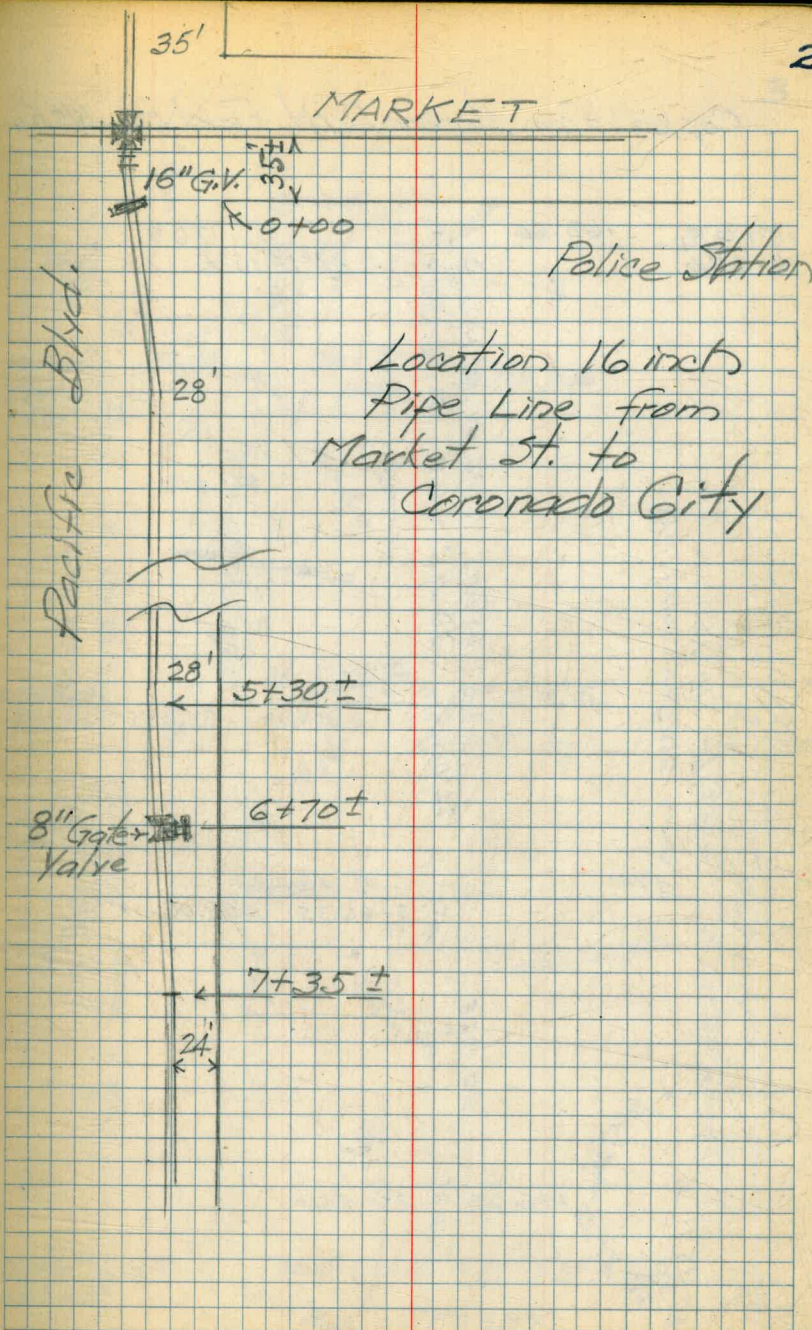 35'
2
MARKET
16" G.V.
35'±
0+00
Police Station
Pacific Blvd.
Location 16 inch
Pipe Line from
Market St. to
Coronado City
28'
28'
5+30 ±
6+70 ±
8" Gate
Valve
7+35 ±
24'